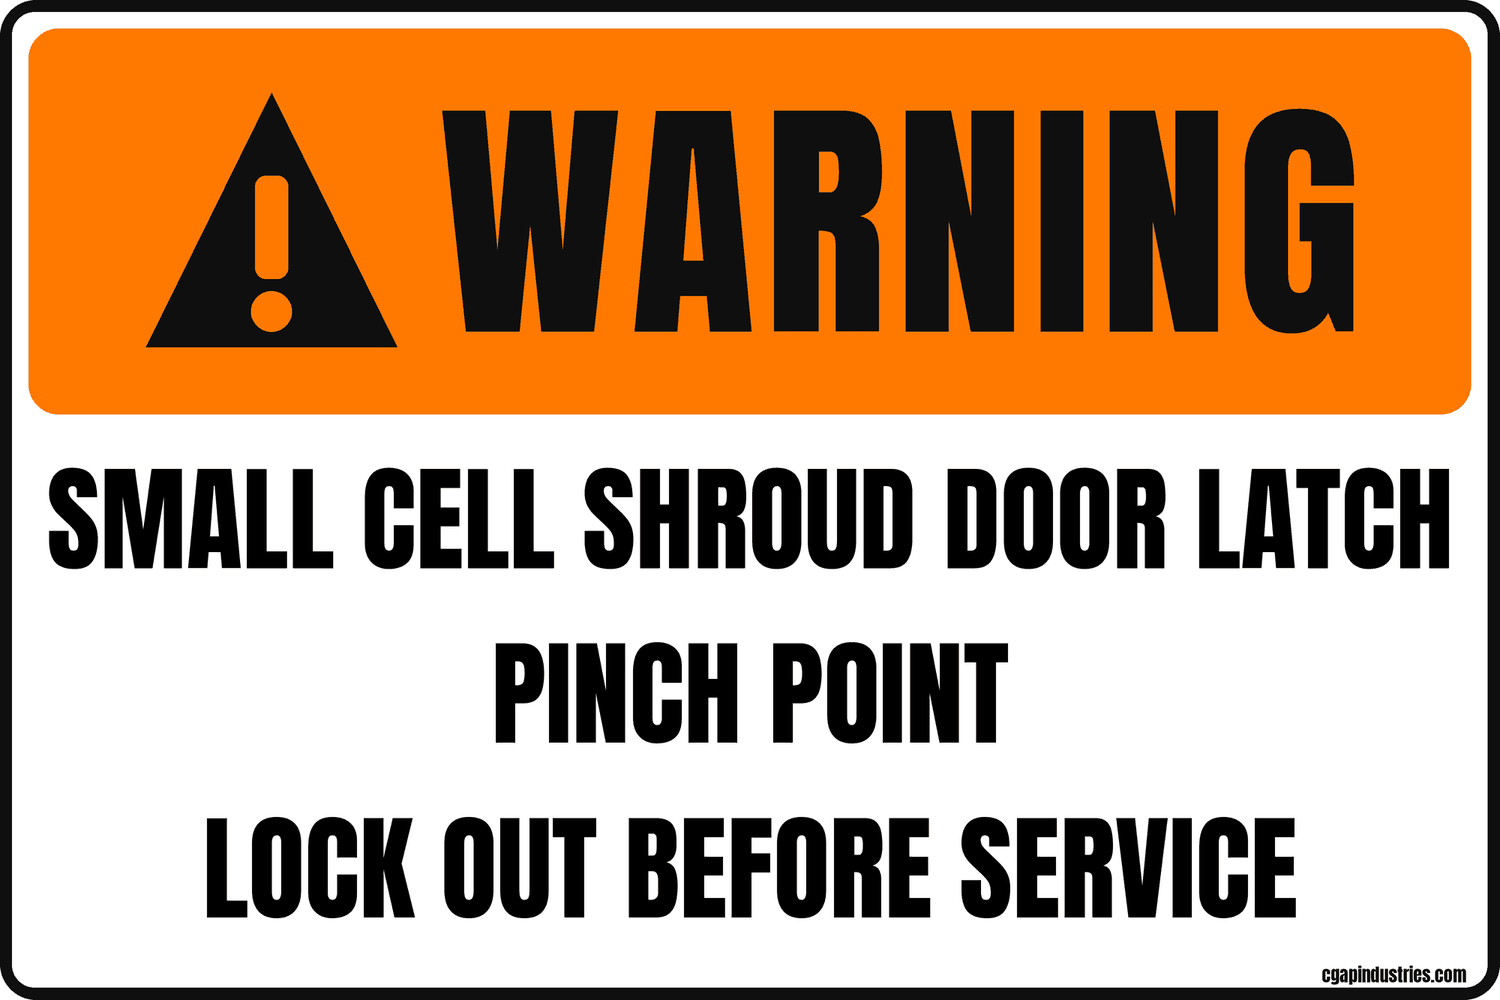 WARNING
SMALL CELL SHROUD DOOR LATCH
PINCH POINT
LOCK OUT BEFORE SERVICE
cgapindustries.com